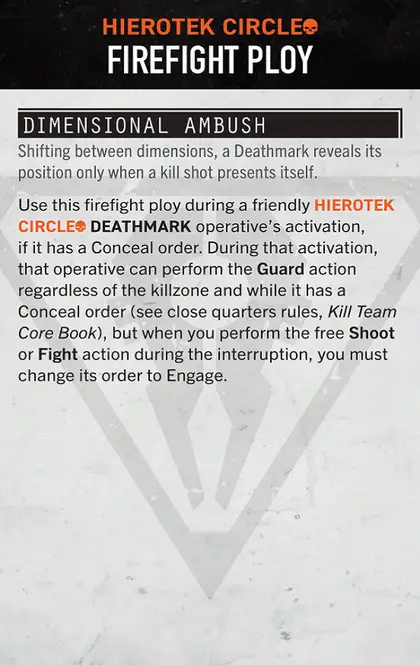 HIEROTEK CIRCLE
FIREFIGHT PLOY
DIMENSIONAL AMBUSH
Shifting between dimensions, a Deathmark reveals its
position only when a kill shot presents itself.
Use this firefight ploy during a friendly HIEROTEK
CIRCLE DEATHMARK operative’s activation,
if it has a Conceal order. During that activation,
that operative can perform the Guard action
regardless of the killzone and while it has a
Conceal order (see close quarters rules, Kill Team
Core Book), but when you perform the free Shoot
or Fight action during the interruption, you must
change its order to Engage.